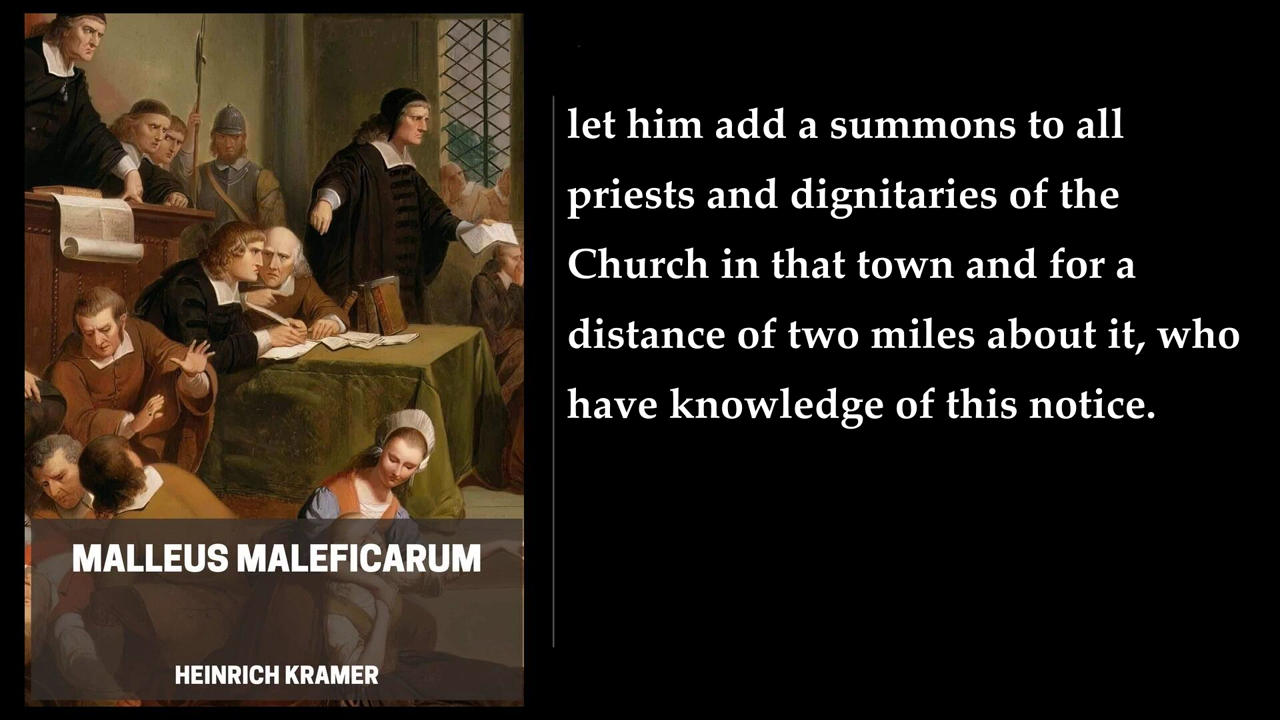 let him add a summons to all
priests and dignitaries of the
Church in that town and for a
distance of two miles about it, who
have knowledge of this notice.
MALLEUS MALEFICARUM
HEINRICH KRAMER